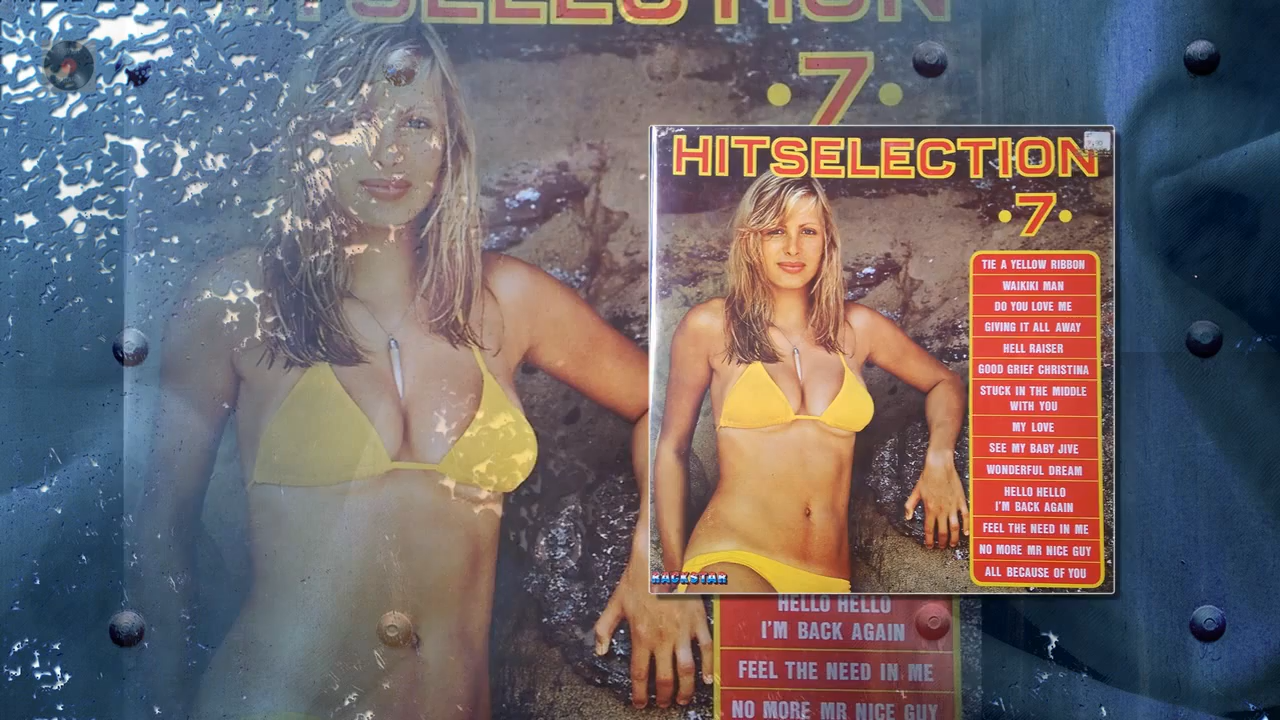 HITSELECTION
7
HITSELECTION
·7·
TIE A YELLOW RIBBON
WAIKIKI MAN
DO YOU LOVE ME
GIVING IT ALL AWAY
HELL RAISER
GOOD GRIEF CHRISTINA
STUCK IN THE MIDDLE
WITH YOU
MY LOVE
SEE MY BABY JIVE
WONDERFUL DREAM
HELLO HELLO
I'M BACK AGAIN
FEEL THE NEED IN ME
NO MORE MR NICE GUY
ALL BECAUSE OF YOU
RACKSTAR
HELLO HELLO
I'M BACK AGAIN
FEEL THE NEED IN ME
NO MORE MR NICE GUY